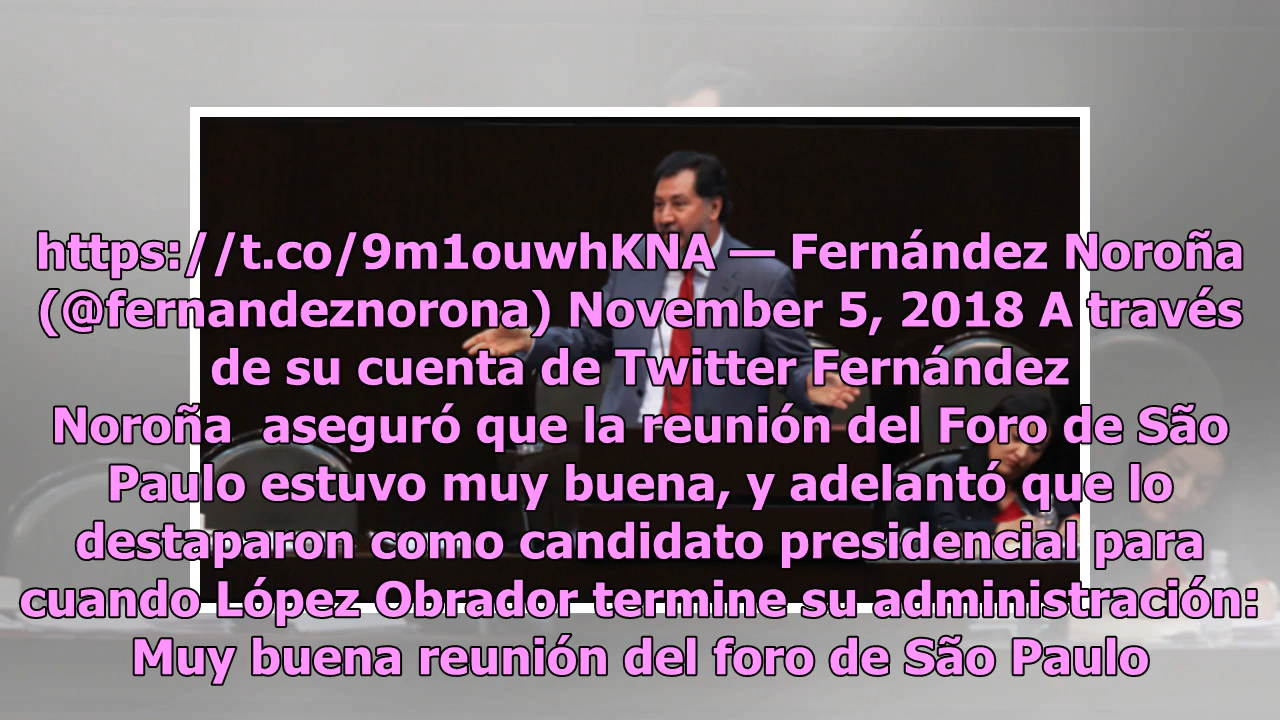 https://t.co/9m1ouwhKNA — Fernández Noroña
(@fernandeznorona) November 5, 2018 A través
de su cuenta de Twitter Fernández
Noroña  aseguró que la reunión del Foro de São
Paulo estuvo muy buena, y adelantó que lo
destaparon como candidato presidencial para
cuando López Obrador termine su administración:
Muy buena reunión del foro de São Paulo